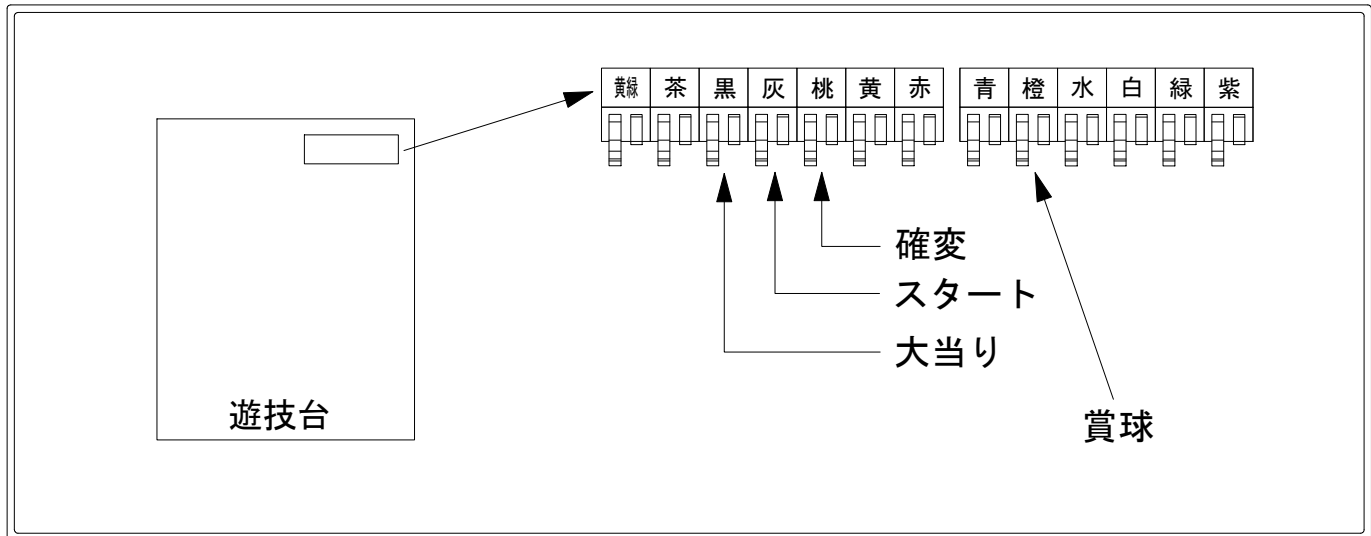 黄緑 茶 黒 灰 桃 黄 赤 青 橙 水 白 緑 紫
確変
スタート
大当り
遊技台
賞球